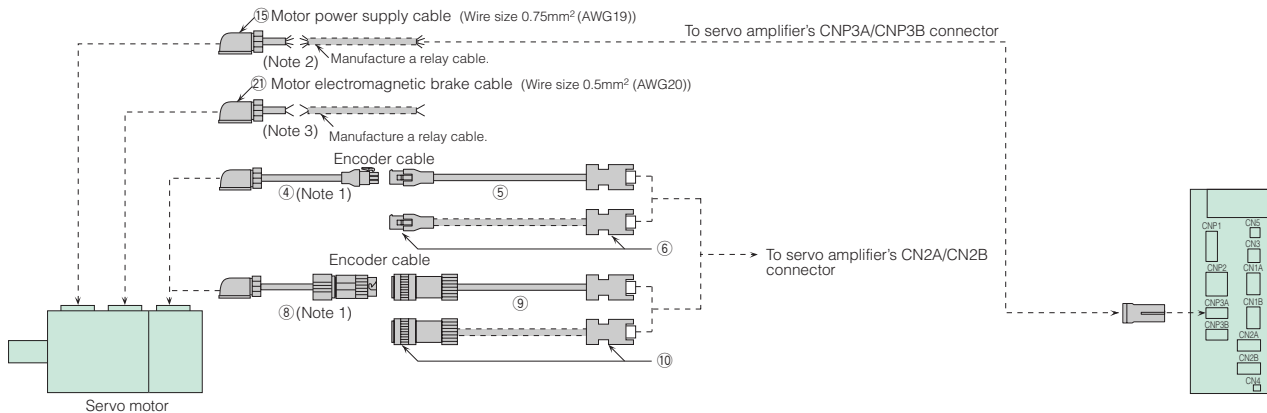 ⑮ Motor power supply cable (Wire size 0.75mm² (AWG19))
To servo amplifier's CNP3A/CNP3B connector
(Note 2)
Manufacture a relay cable.
㉑ Motor electromagnetic brake cable (Wire size 0.5mm² (AWG20))
(Note 3)
Manufacture a relay cable.
Encoder cable
④ (Note 1)
⑤
⑥
Encoder cable
To servo amplifier's CN2A/CN2B
connector
⑧ (Note 1)
⑨
⑩
Servo motor
CNP1
CN5
CN3
CNP2
CN1A
CNP3A
CN1B
CNP3B
CN2A
CN2B
CN4